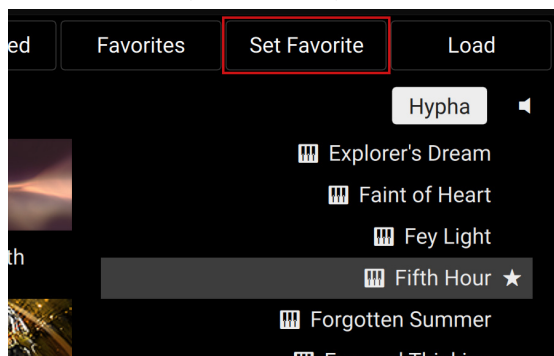 ed Favorites Set Favorite Load
Hypha
Explorer's Dream
Faint of Heart
Fey Light
th
Fifth Hour
Forgotten Summer